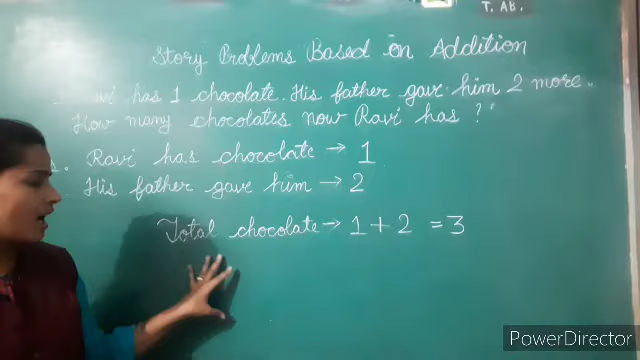 T. AB.
Story Problems Based on Addition
has 1 chocolate. His father gave him 2 more.
How many chocolates now Ravi has ?
Ravi has chocolate → 1
His father gave him → 2
Total chocolate → 1 + 2 = 3
PowerDirector